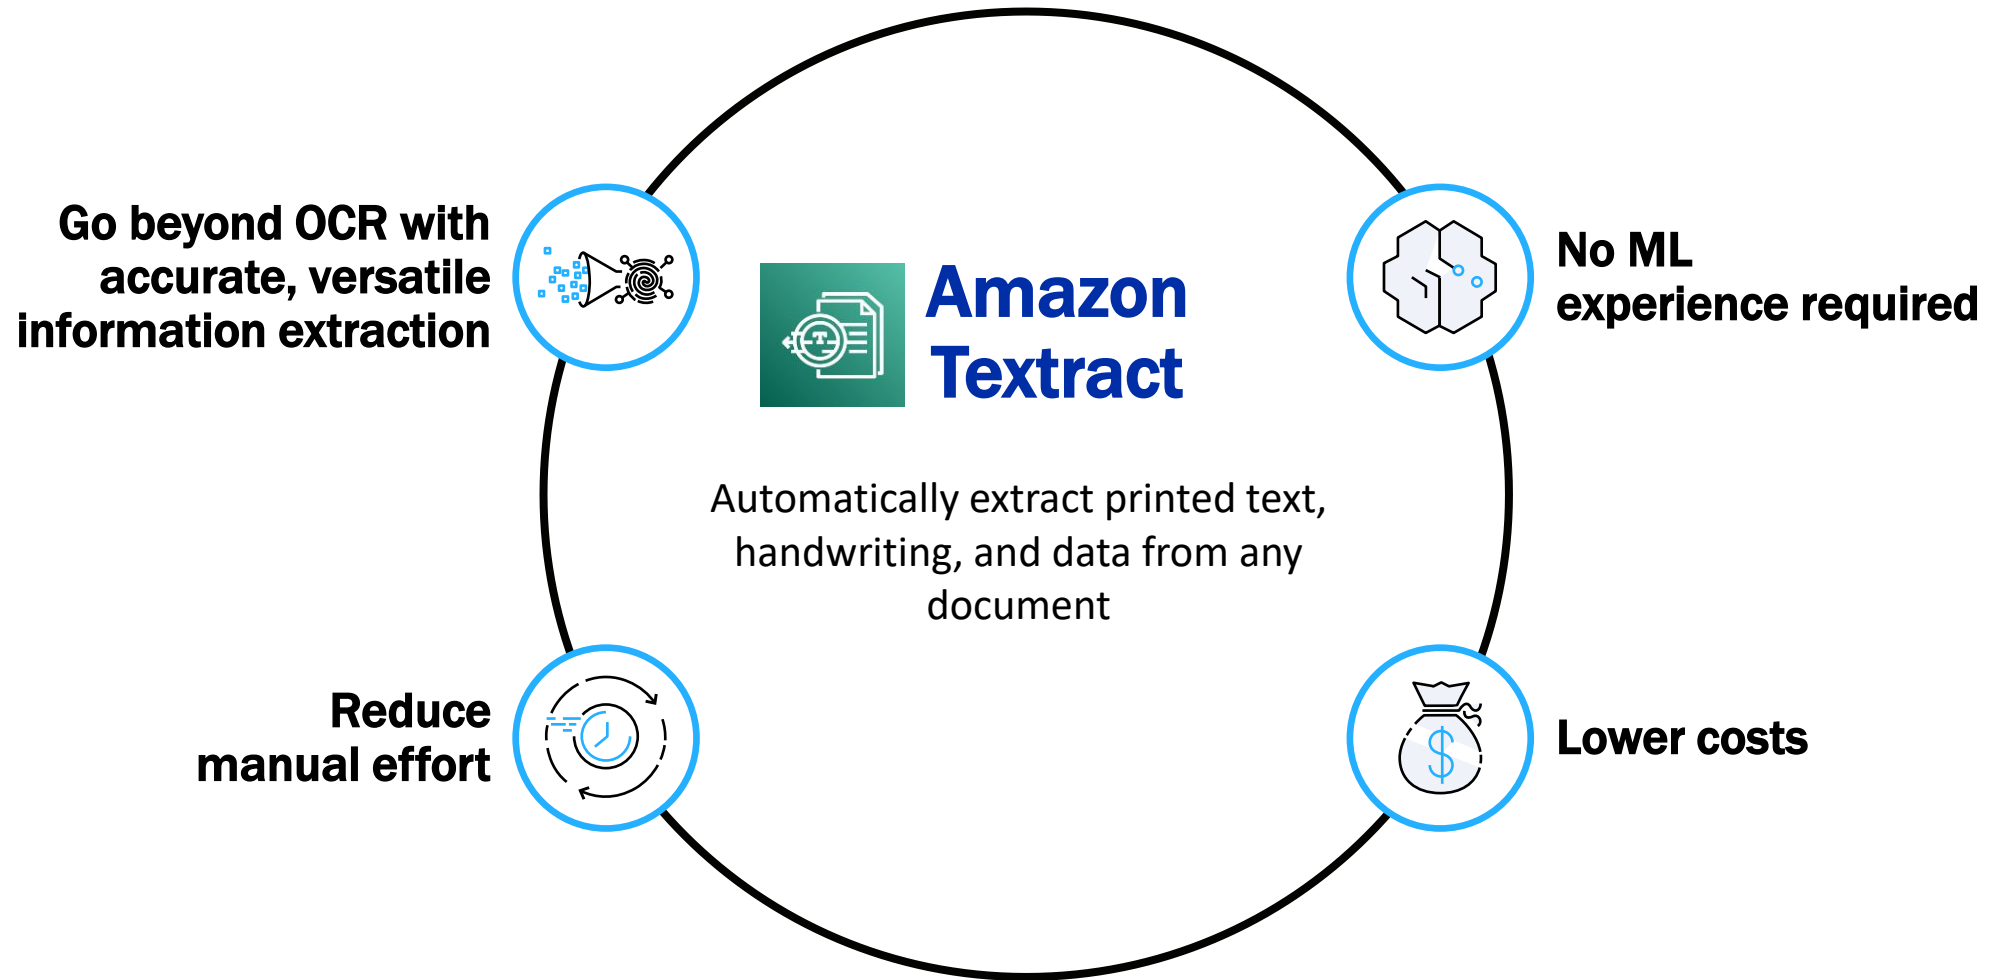 Go beyond OCR with
accurate, versatile
information extraction
Amazon
Textract
No ML
experience required
Automatically extract printed text,
handwriting, and data from any
document
Reduce
manual effort
Lower costs